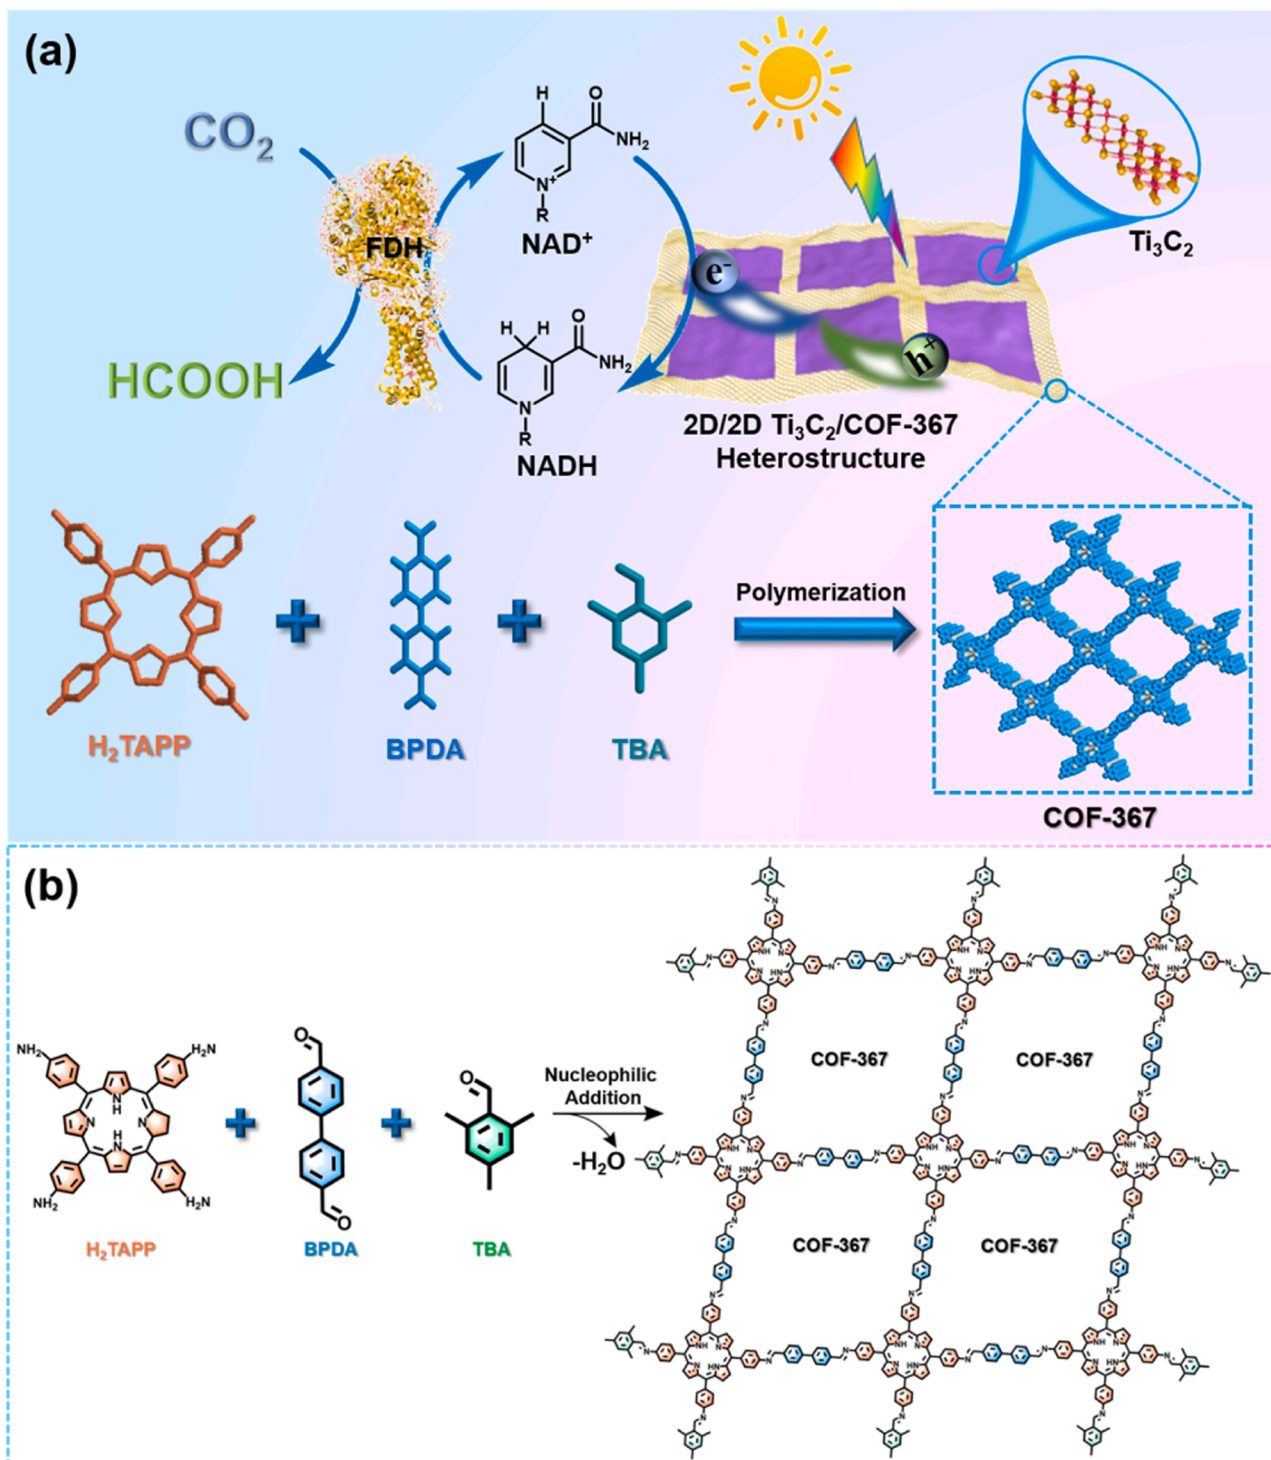 (a)
CO₂
H
O
NH₂
N⁺
R
NAD⁺
FDH
e⁻
h⁺
Ti₃C₂
HCOOH
H H
O
NH₂
N
R
NADH
2D/2D Ti₃C₂/COF-367
Heterostructure
Polymerization
H₂TAPP
BPDA
TBA
COF-367
(b)
NH₂
H₂N
N
H
N
N
H
N
NH₂
H₂N
H₂TAPP
O
O
BPDA
O
TBA
Nucleophilic
Addition
-H₂O
COF-367
COF-367
COF-367
COF-367